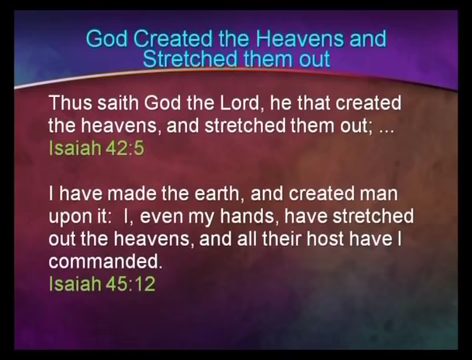 God Created the Heavens and
Stretched them out
Thus saith God the Lord, he that created
the heavens, and stretched them out; ...
Isaiah 42:5
I have made the earth, and created man
upon it:  I, even my hands, have stretched
out the heavens, and all their host have I
commanded.
Isaiah 45:12